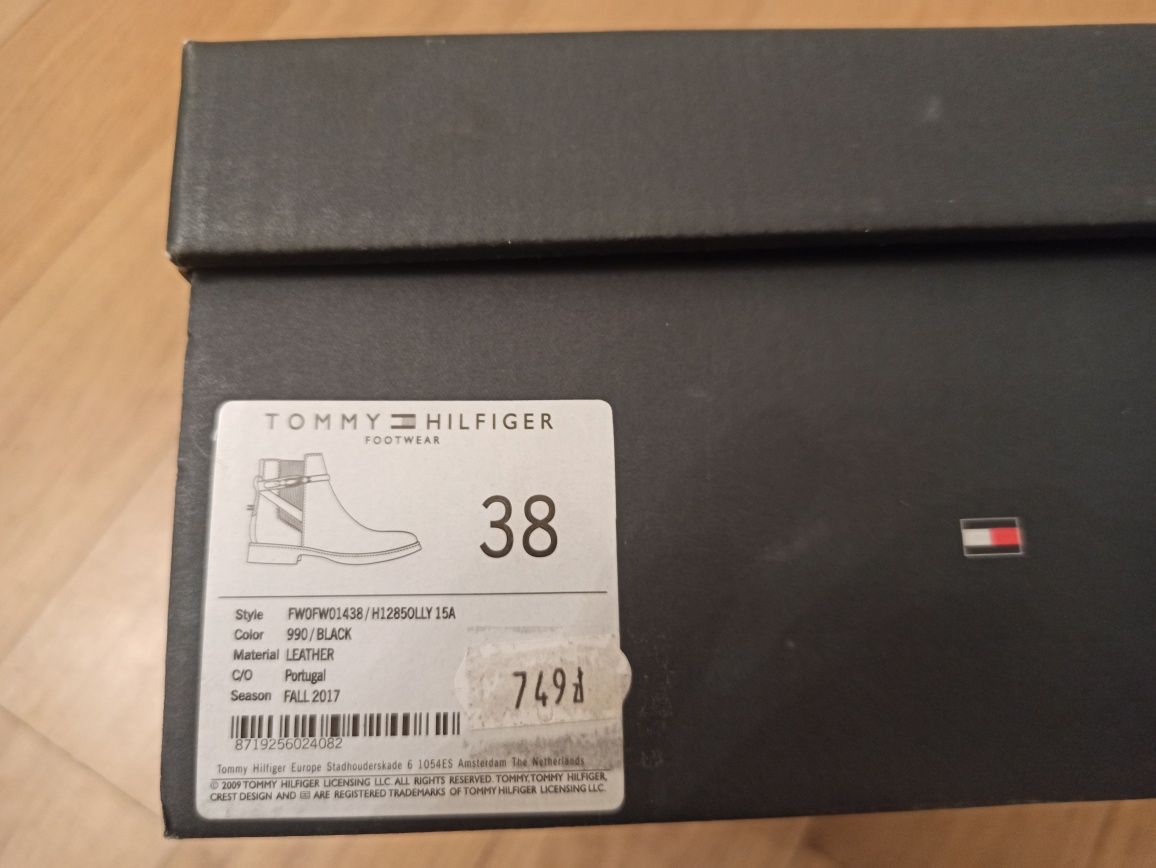 TOMMY HILFIGER
FOOTWEAR
38
Style FW0FW01438/H1285OLLY 15A
Color 990/BLACK
Material LEATHER
C/O Portugal
Season FALL 2017
749zł
8719256024082
Tommy Hilfiger Europe Stadhouderskade 6 1054ES Amsterdam The Netherlands
© 2009 TOMMY HILFIGER LICENSING LLC. ALL RIGHTS RESERVED. TOMMY, TOMMY HILFIGER,
CREST DESIGN AND ARE REGISTERED TRADEMARKS OF TOMMY HILFIGER LICENSING LLC.